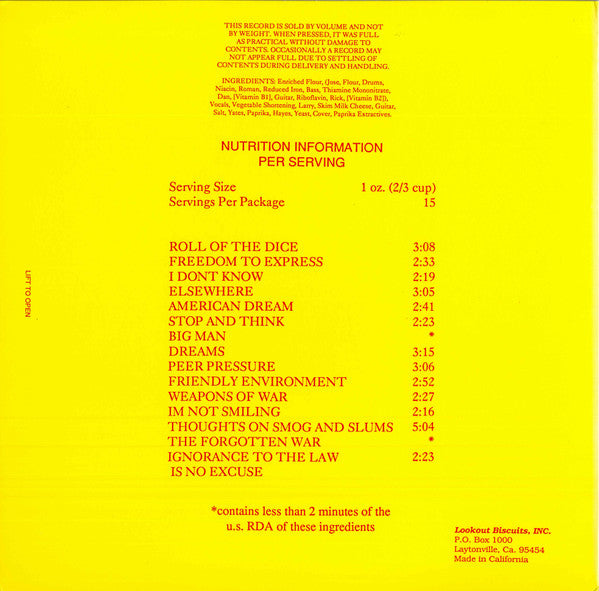 THIS RECORD IS SOLD BY VOLUME AND NOT
BY WEIGHT. WHEN PRESSED, IT WAS FULL
AS PRACTICAL WITHOUT DAMAGE TO
CONTENTS. OCCASIONALLY A RECORD MAY
NOT APPEAR FULL DUE TO SETTLING OF
CONTENTS DURING DELIVERY AND HANDLING.
INGREDIENTS: Enriched Flour, (Jose, Flour, Drums,
Niacin, Roman, Reduced Iron, Bass, Thiamine Mononitrate,
Dan, [Vitamin B1], Guitar, Riboflavin, Rick, [Vitamin B2]),
Vocals, Vegetable Shortening, Larry, Skim Milk Cheese, Guitar,
Salt, Yates, Paprika, Hayes, Yeast, Cover, Paprika Extractives.
NUTRITION INFORMATION
PER SERVING
Serving Size 1 oz. (2/3 cup)
Servings Per Package 15
ROLL OF THE DICE 3:08
FREEDOM TO EXPRESS 2:33
I DONT KNOW 2:19
ELSEWHERE 3:05
AMERICAN DREAM 2:41
STOP AND THINK 2:23
BIG MAN *
DREAMS 3:15
PEER PRESSURE 3:06
FRIENDLY ENVIRONMENT 2:52
WEAPONS OF WAR 2:27
IM NOT SMILING 2:16
THOUGHTS ON SMOG AND SLUMS 5:04
THE FORGOTTEN WAR *
IGNORANCE TO THE LAW 2:23
IS NO EXCUSE
*contains less than 2 minutes of the
u.s. RDA of these ingredients
LIFT TO OPEN
Lookout Biscuits, INC.
P.O. Box 1000
Laytonville, Ca. 95454
Made in California